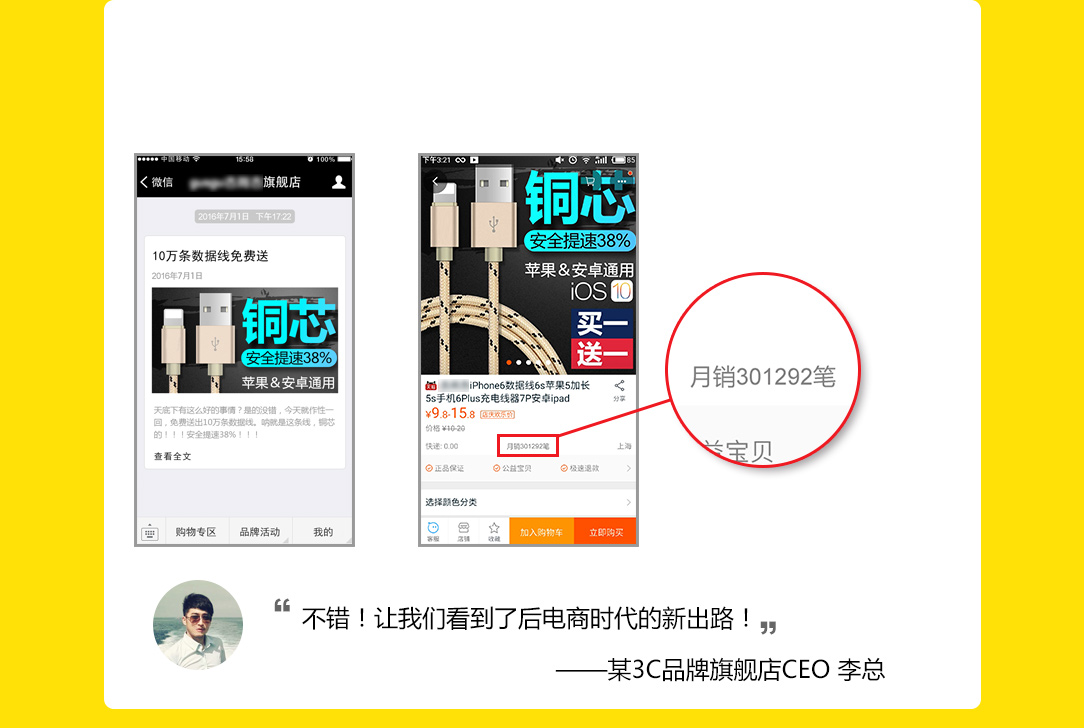 中国移动 15:58 100%
微信 旗舰店
2016年7月1日 下午17:22
10万条数据线免费送
2016年7月1日
铜芯
安全提速38%
苹果&安卓通用
天底下有这么好的事情？是的没错，今天就作性一
回，免费送出10万条数据线。呐就是这条线，铜芯
的！！！安全提速38%！！！
查看全文
购物专区 品牌活动 我的
下午3:21 85
铜芯
安全提速38%
苹果&安卓通用
iOS 10
买一
送一
iPhone6数据线6s苹果5加长
5s手机6Plus充电线器7P安卓ipad
分享
¥9.8-15.8 店庆欢乐价
价格 ¥10-20
快递: 0.00 月销301292笔 上海
正品保证 公益宝贝 极速退款
选择颜色分类
客服 店铺 收藏 加入购物车 立即购买
月销301292笔
益宝贝
“不错！让我们看到了后电商时代的新出路！”
——某3C品牌旗舰店CEO 李总